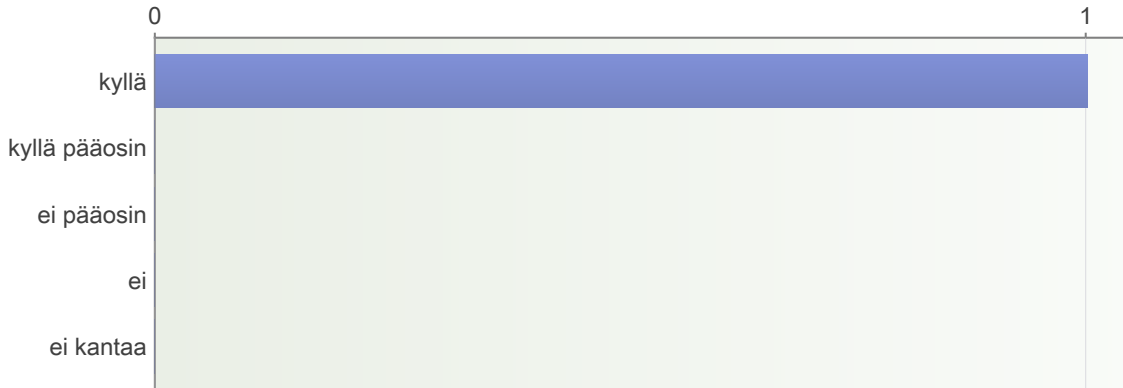 0 1
kyllä
kyllä pääosin
ei pääosin
ei
ei kantaa